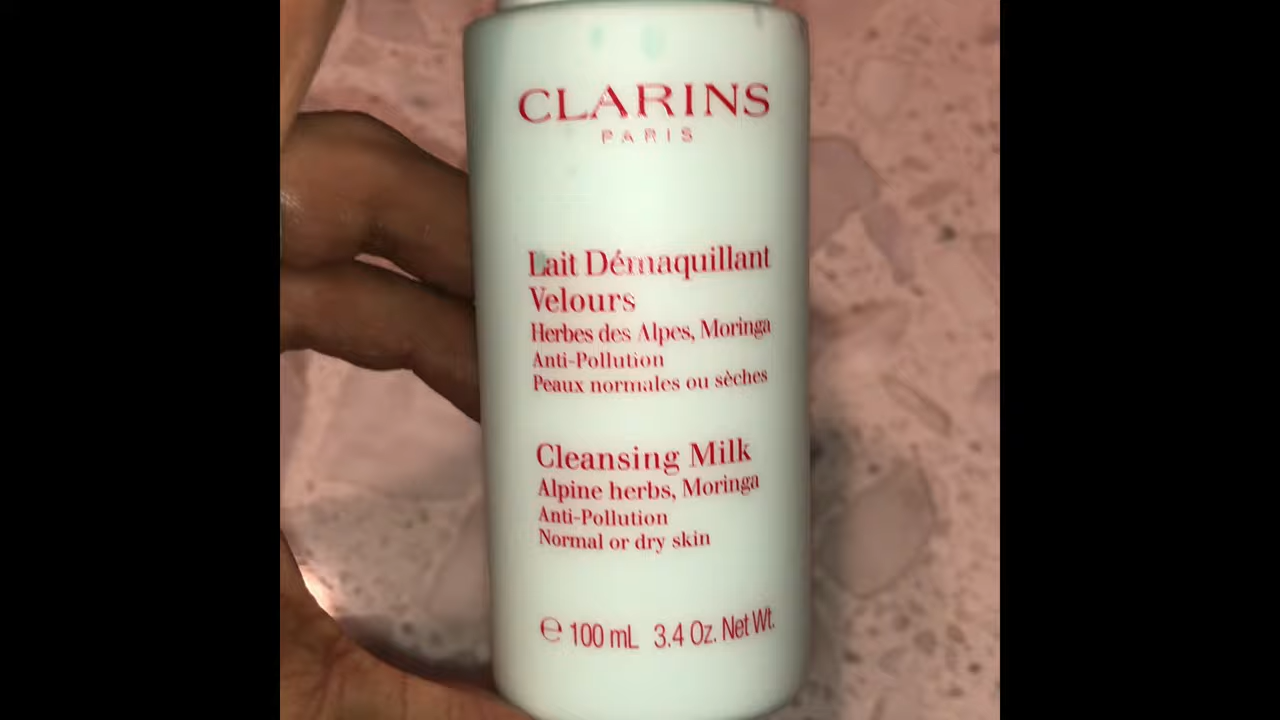 CLARINS
PARIS
Lait Démaquillant
Velours
Herbes des Alpes, Moringa
Anti-Pollution
Peaux normales ou sèches
Cleansing Milk
Alpine herbs, Moringa
Anti-Pollution
Normal or dry skin
℮ 100 mL 3.4 Oz. Net Wt.